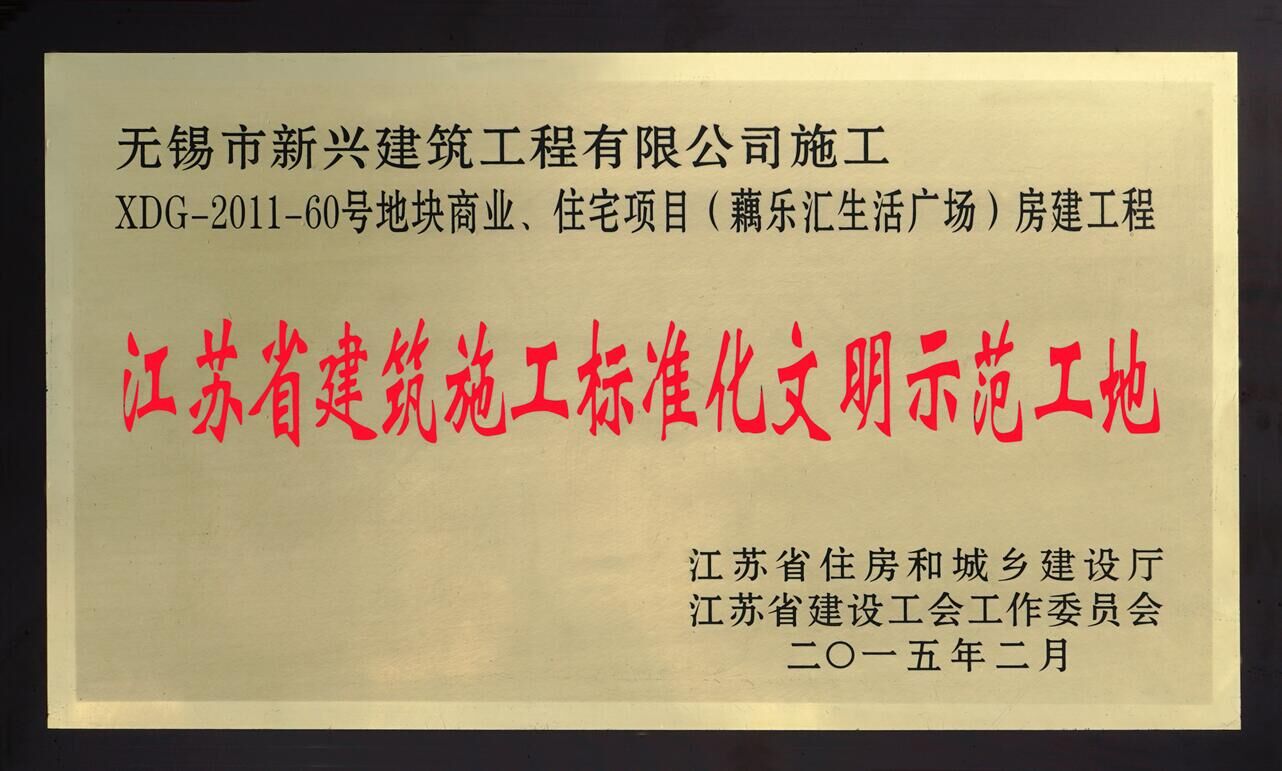 无锡市新兴建筑工程有限公司施工
XDG-2011-60号地块商业、住宅项目（藕乐汇生活广场）房建工程
江苏省建筑施工标准化文明示范工地
江苏省住房和城乡建设厅
江苏省建设工会工作委员会
二〇一五年二月